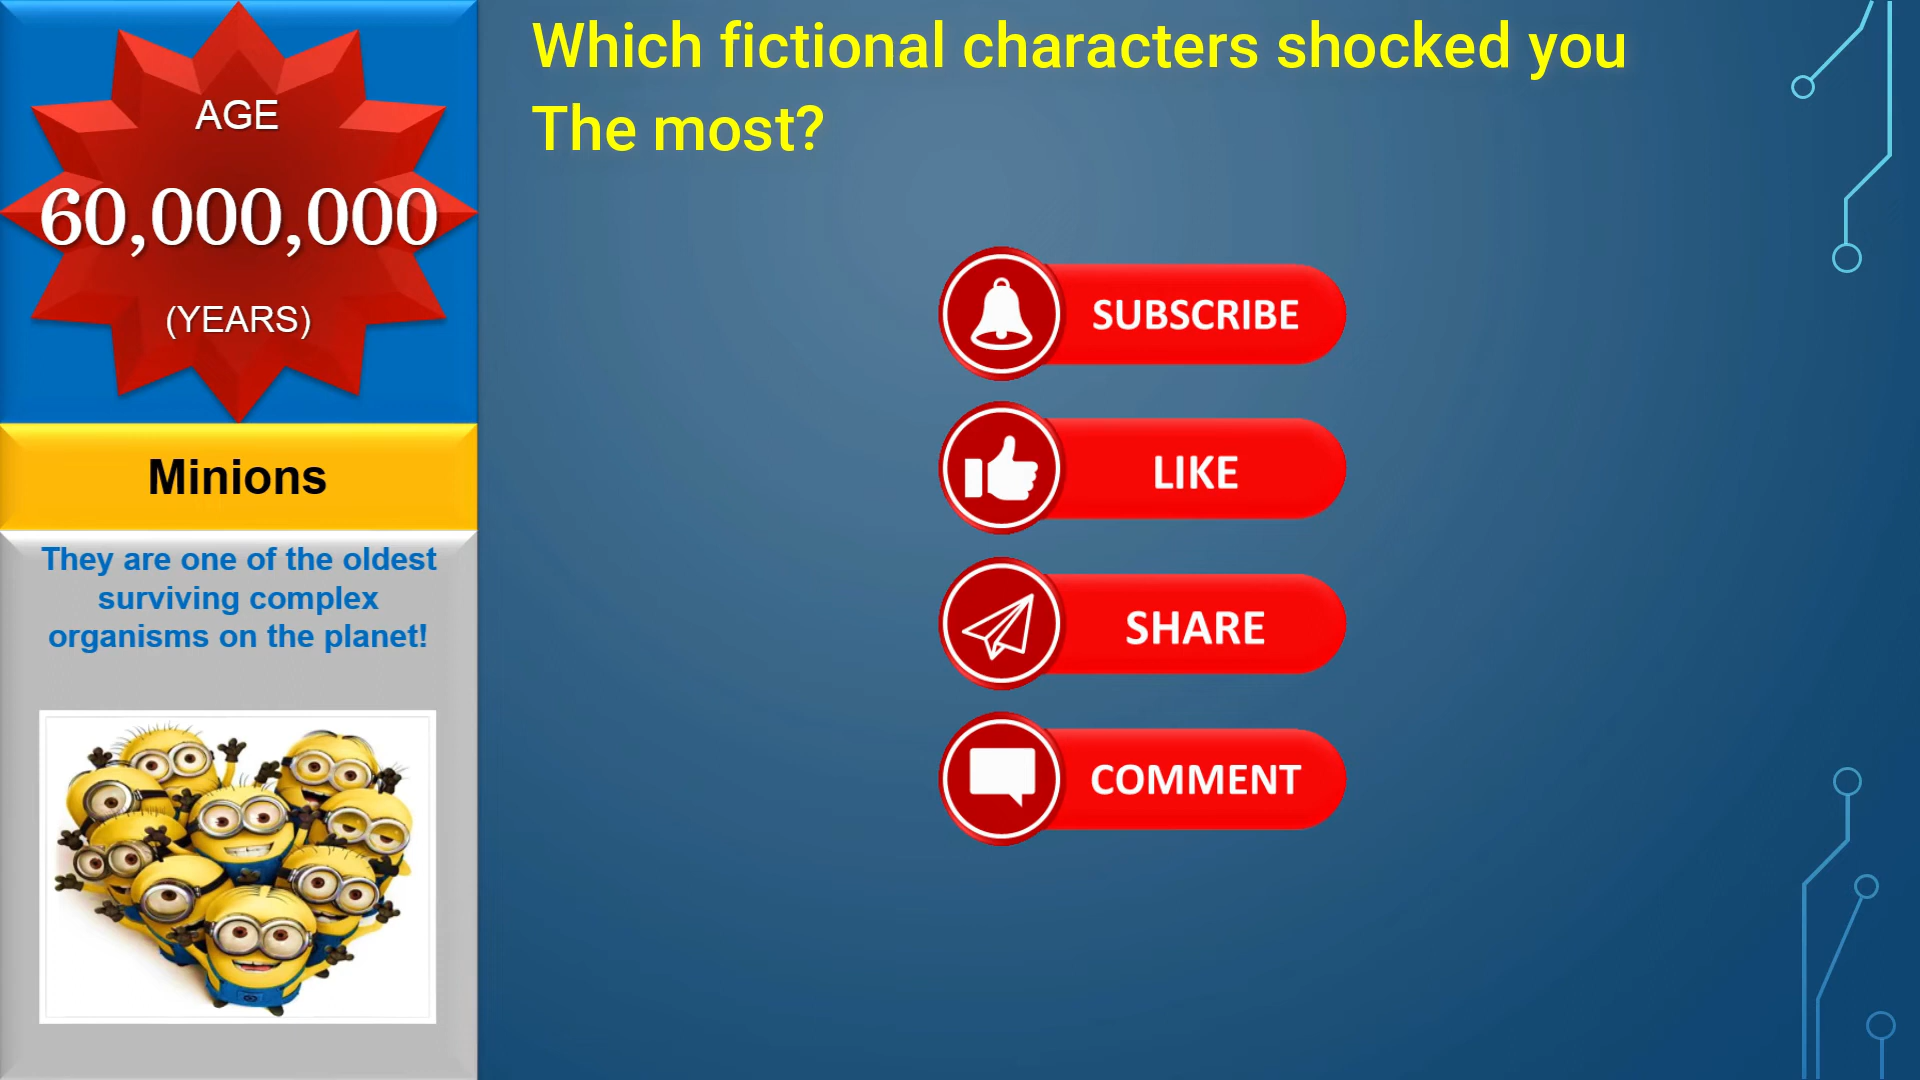 AGE
60,000,000
(YEARS)
Minions
They are one of the oldest
surviving complex
organisms on the planet!
Which fictional characters shocked you
The most?
SUBSCRIBE
LIKE
SHARE
COMMENT